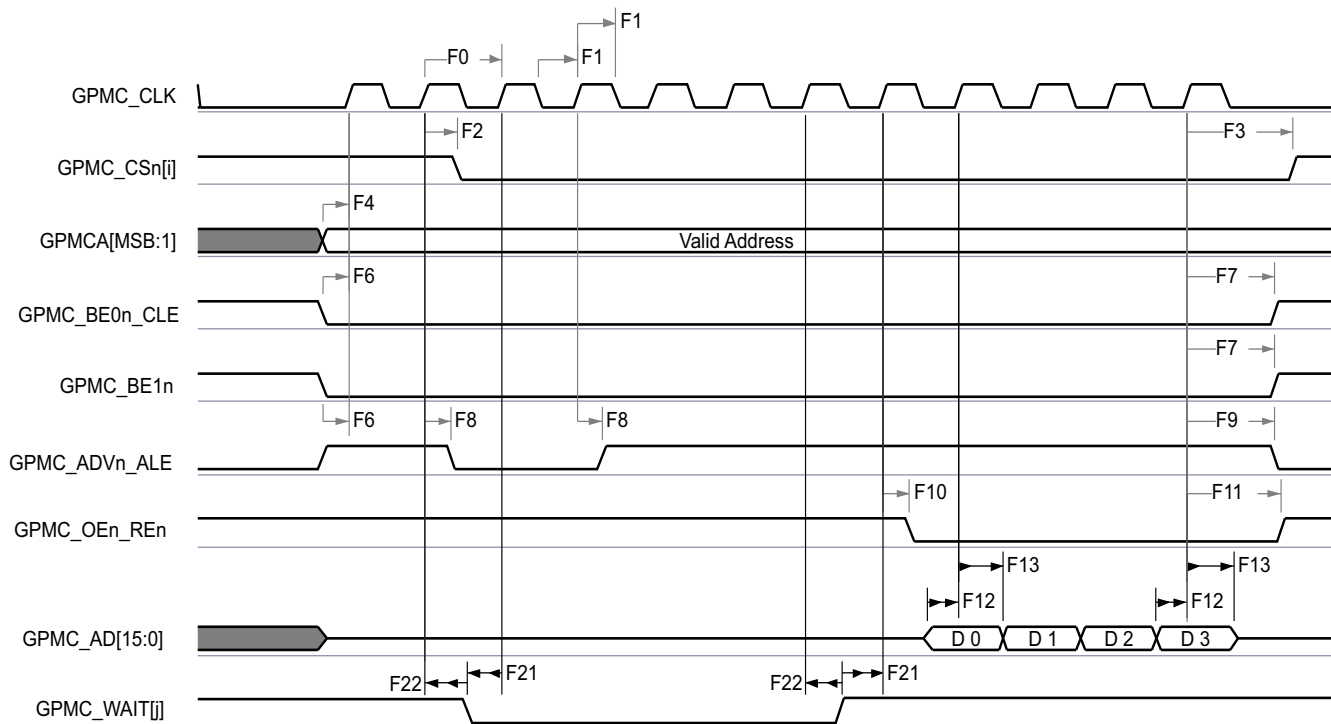 F1
F0
F1
GPMC_CLK
F2
F3
GPMC_CSn[i]
F4
GPMCA[MSB:1]
Valid Address
F6
F7
GPMC_BE0n_CLE
F7
GPMC_BE1n
F6
F8
F8
F9
GPMC_ADVn_ALE
F10
F11
GPMC_OEn_REn
F13
F13
F12
F12
GPMC_AD[15:0]
D 0
D 1
D 2
D 3
F22
F21
F22
F21
GPMC_WAIT[j]